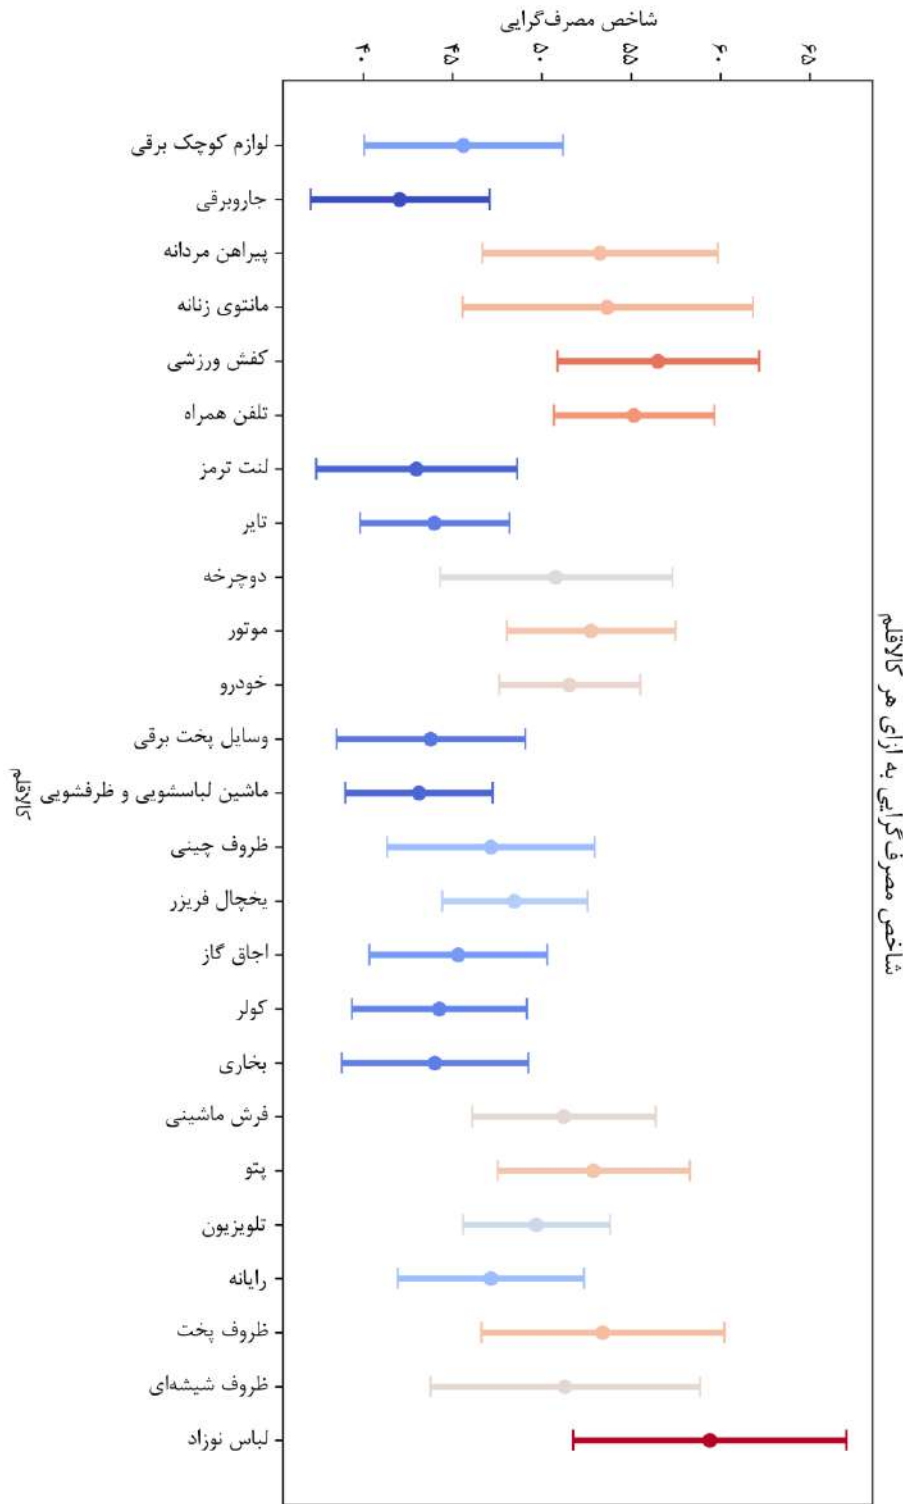 شاخص مصرف‌گرایی
۴۰ ۴۵ ۵۰ ۵۵ ۶۰ ۶۵
لوازم کوچک برقی
جاروبرقی
پیراهن مردانه
مانتوی زنانه
کفش ورزشی
تلفن همراه
لنت ترمز
تایر
دوچرخه
موتور
خودرو
وسایل پخت برقی
ماشین لباسشویی و ظرفشویی
ظروف چینی
یخچال فریزر
اجاق گاز
کولر
بخاری
فرش ماشینی
پتو
تلویزیون
رایانه
ظروف پخت
ظروف شیشه‌ای
لباس نوزاد
کالاقلم
شاخص مصرف‌گرایی به ازای هر کالاقلم